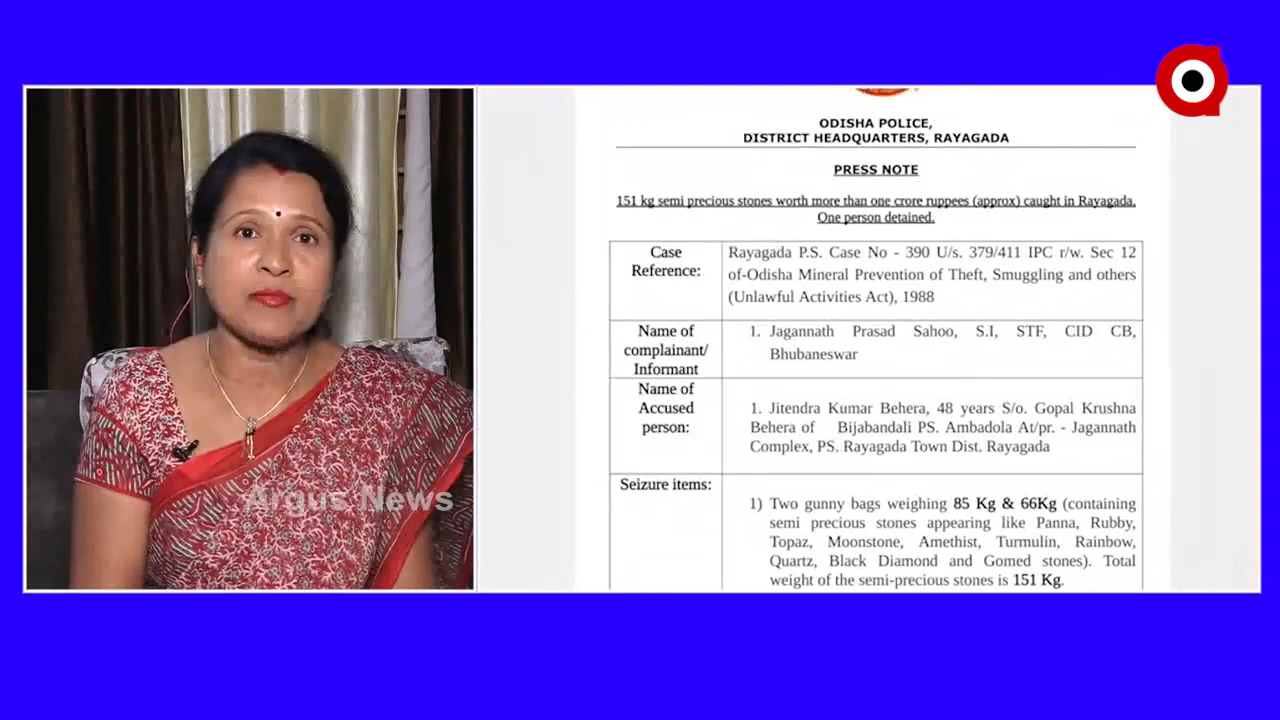 ODISHA POLICE,
DISTRICT HEADQUARTERS, RAYAGADA
PRESS NOTE
151 kg semi precious stones worth more than one crore ruppees (approx) caught in Rayagada.
One person detained.
Case
Reference:
Rayagada P.S. Case No - 390 U/s. 379/411 IPC r/w. Sec 12
of-Odisha Mineral Prevention of Theft, Smuggling and others
(Unlawful Activities Act), 1988
Name of
complainant/
Informant
1. Jagannath Prasad Sahoo, S.I, STF, CID CB,
Bhubaneswar
Name of
Accused
person:
1. Jitendra Kumar Behera, 48 years S/o. Gopal Krushna
Behera of Bijabandali PS. Ambadola At/pr. - Jagannath
Complex, PS. Rayagada Town Dist. Rayagada
Seizure items:
1) Two gunny bags weighing 85 Kg & 66Kg (containing
semi precious stones appearing like Panna, Rubby,
Topaz, Moonstone, Amethist, Turmulin, Rainbow,
Quartz, Black Diamond and Gomed stones). Total
weight of the semi-precious stones is 151 Kg.
Argus News